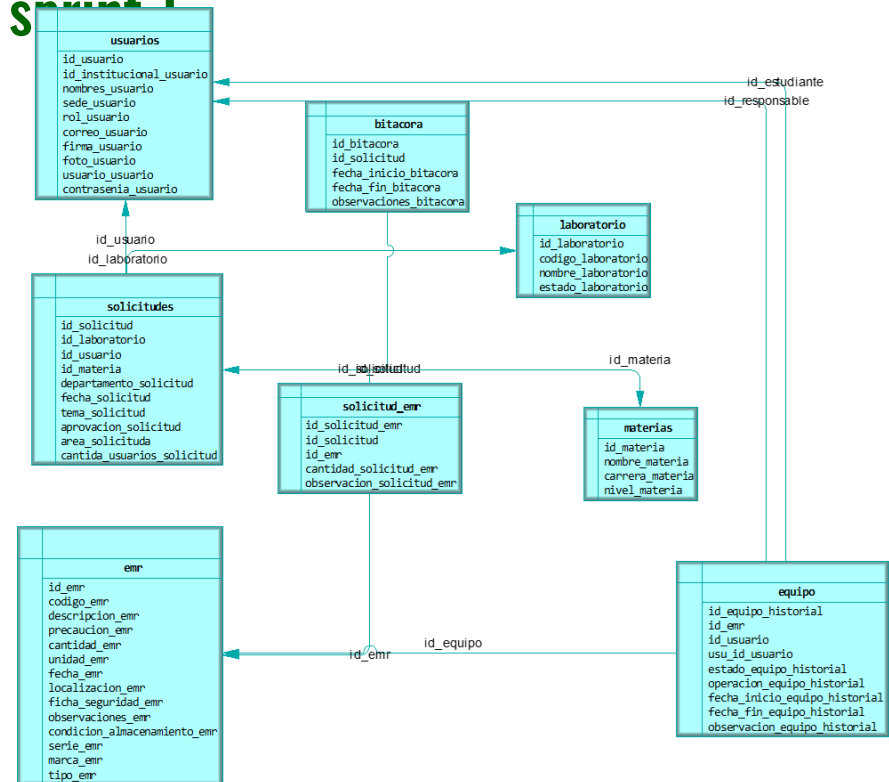 Sprint 1
usuarios
id_usuario
id_institucional_usuario
nombres_usuario
sede_usuario
rol_usuario
correo_usuario
firma_usuario
foto_usuario
usuario_usuario
contrasenia_usuario
id_estudiante
id_responsable
bitacora
id_bitacora
id_solicitud
fecha_inicio_bitacora
fecha_fin_bitacora
observaciones_bitacora
laboratorio
id_laboratorio
codigo_laboratorio
nombre_laboratorio
estado_laboratorio
id_usuario
id_laboratorio
solicitudes
id_solicitud
id_laboratorio
id_usuario
id_materia
departamento_solicitud
fecha_solicitud
tema_solicitud
aprovacion_solicitud
area_solicituda
cantida_usuarios_solicitud
id_solicitud
id_solicitud
id_materia
solicitud_emr
id_solicitud_emr
id_solicitud
id_emr
cantidad_solicitud_emr
observacion_solicitud_emr
materias
id_materia
nombre_materia
carrera_materia
nivel_materia
emr
id_emr
codigo_emr
descripcion_emr
precaucion_emr
cantidad_emr
unidad_emr
fecha_emr
localizacion_emr
ficha_seguridad_emr
observaciones_emr
condicion_almacenamiento_emr
serie_emr
marca_emr
tipo_emr
id_emr
id_equipo
equipo
id_equipo_historial
id_emr
id_usuario
usu_id_usuario
estado_equipo_historial
operacion_equipo_historial
fecha_inicio_equipo_historial
fecha_fin_equipo_historial
observacion_equipo_historial